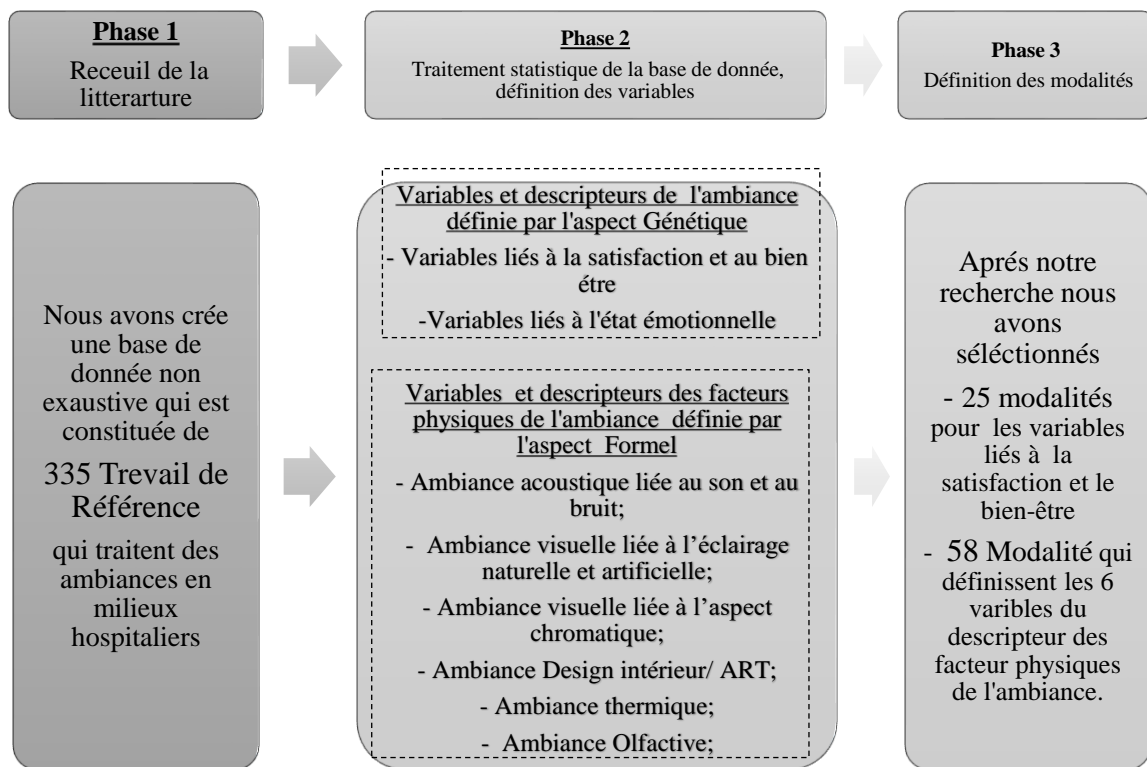 Phase 1
Receuil de la
litterarture
Phase 2
Traitement statistique de la base de donnée,
définition des variables
Phase 3
Définition des modalités
Nous avons crée
une base de
donnée non
exaustive qui est
constituée de
335 Trevail de
Référence
qui traitent des
ambiances en
milieux
hospitaliers
Variables et descripteurs de l'ambiance
définie par l'aspect Génétique
- Variables liés à la satisfaction et au bien
étre
-Variables liés à l'état émotionnelle
Variables et descripteurs des facteurs
physiques de l'ambiance définie par
l'aspect Formel
- Ambiance acoustique liée au son et au
bruit;
- Ambiance visuelle liée à l’éclairage
naturelle et artificielle;
- Ambiance visuelle liée à l’aspect
chromatique;
- Ambiance Design intérieur/ ART;
- Ambiance thermique;
- Ambiance Olfactive;
Aprés notre
recherche nous
avons
séléctionnés
- 25 modalités
pour les variables
liés à la
satisfaction et le
bien-être
- 58 Modalité qui
définissent les 6
varibles du
descripteur des
facteur physiques
de l'ambiance.